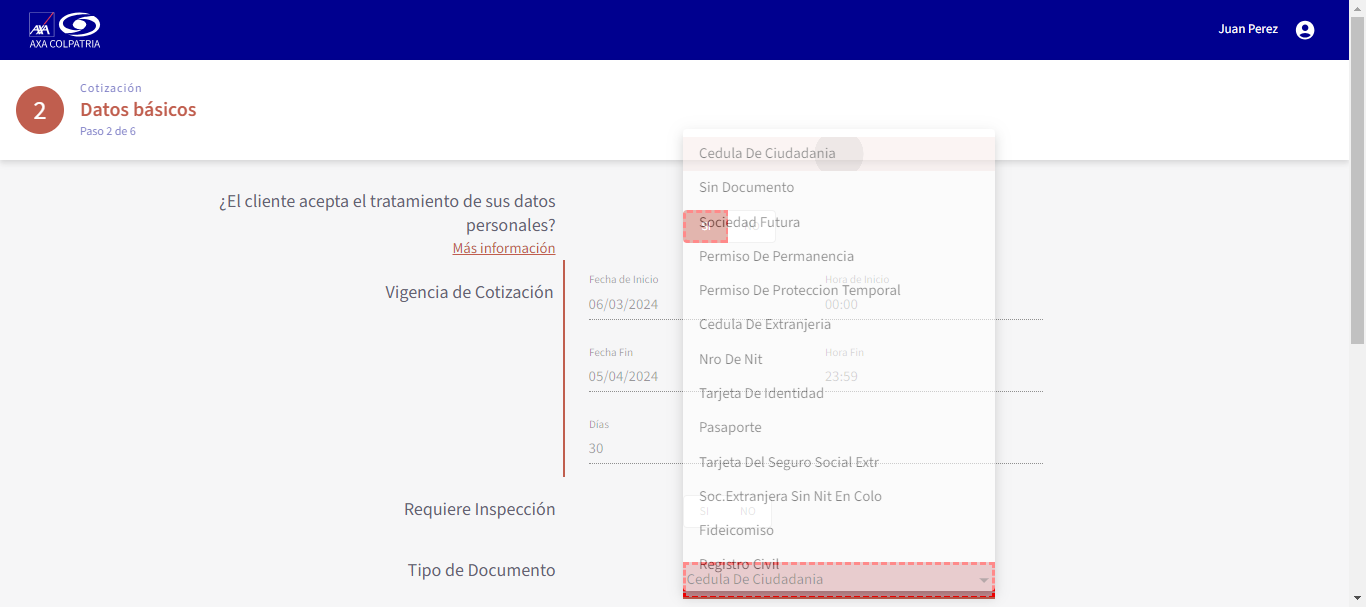 AXA
AXA COLPATRIA
Juan Perez
2
Cotización
Datos básicos
Paso 2 de 6
Cedula De Ciudadania
Sin Documento
Sociedad Futura
Permiso De Permanencia
Permiso De Proteccion Temporal
Cedula De Extranjeria
Nro De Nit
Tarjeta De Identidad
Pasaporte
Tarjeta Del Seguro Social Extr
Soc.Extranjera Sin Nit En Colo
Fideicomiso
Registro Civil
¿El cliente acepta el tratamiento de sus datos
personales?
Más información
Vigencia de Cotización
Fecha de Inicio
Hora de Inicio
06/03/2024
00:00
Fecha Fin
Hora Fin
05/04/2024
23:59
Días
30
Requiere Inspección
SI
NO
Tipo de Documento
Cedula De Ciudadania